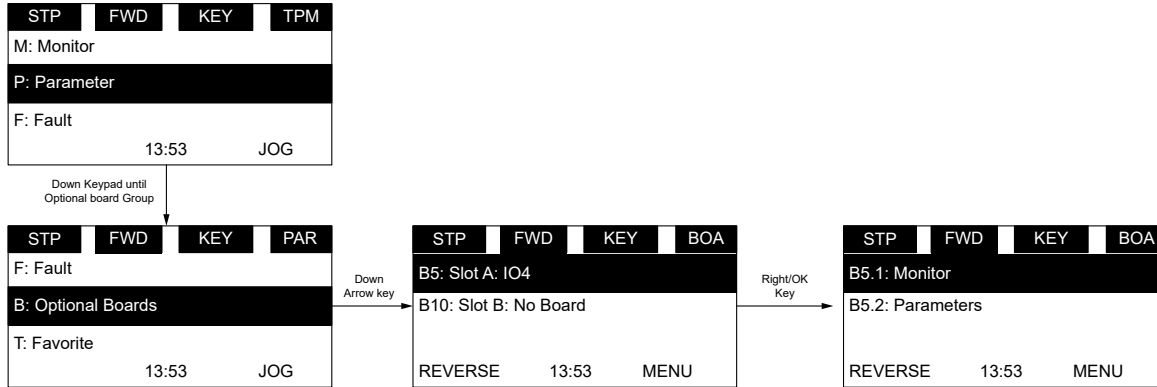 STP FWD KEY TPM
M: Monitor
P: Parameter
F: Fault
13:53 JOG
Down Keypad until
Optional board Group
STP FWD KEY PAR
F: Fault
B: Optional Boards
T: Favorite
13:53 JOG
Down
Arrow key
STP FWD KEY BOA
B5: Slot A: IO4
B10: Slot B: No Board
REVERSE 13:53 MENU
Right/OK
Key
STP FWD KEY BOA
B5.1: Monitor
B5.2: Parameters
REVERSE 13:53 MENU